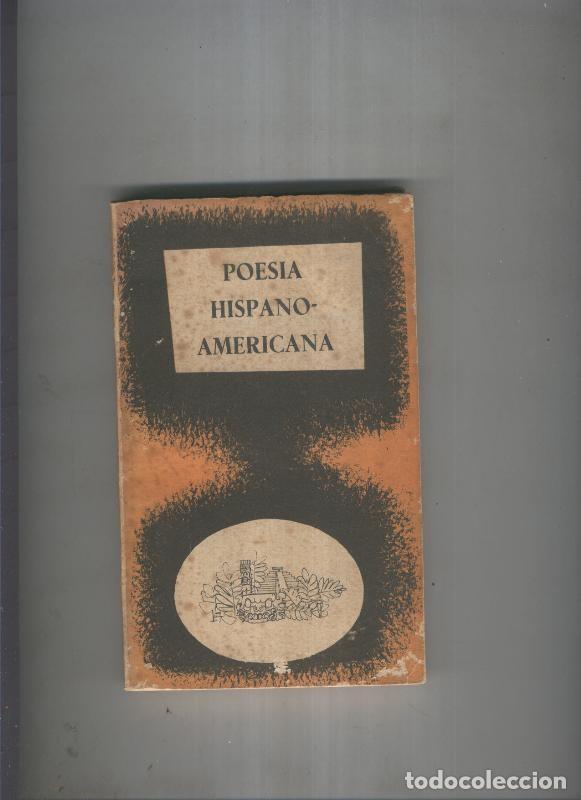 POESIA
HISPANO-
AMERICANA
todocoleccion